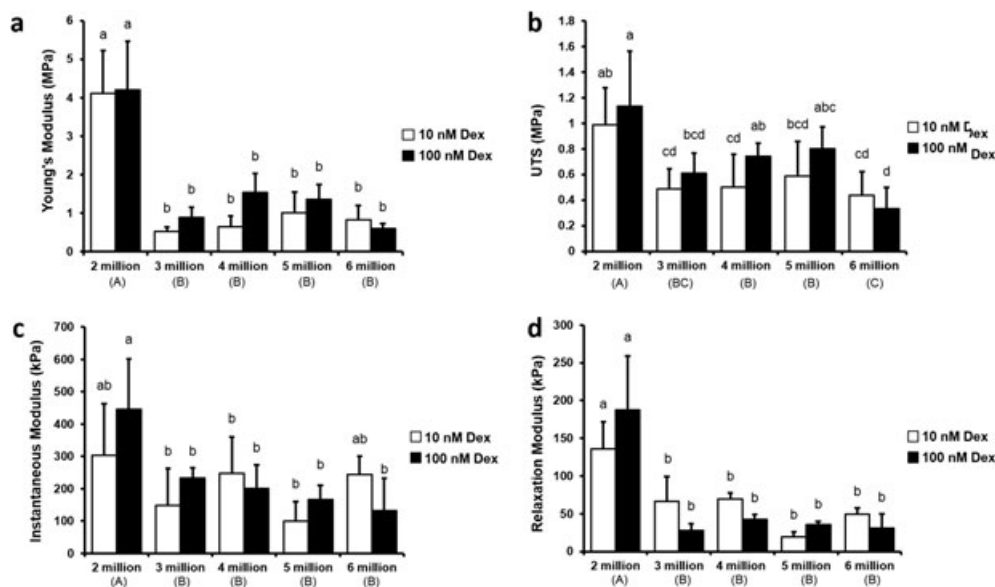 a
Young's Modulus (MPa)
6
5
4
3
2
1
0
a a
b b
b b
b b
b b
2 million 3 million 4 million 5 million 6 million
(A) (B) (B) (B) (B)
10 nM Dex
100 nM Dex
b
UTS (MPa)
1.8
1.6
1.4
1.2
1
0.8
0.6
0.4
0.2
0
ab a
cd bcd
cd ab
bcd abc
cd d
2 million 3 million 4 million 5 million 6 million
(A) (BC) (B) (B) (C)
10 nM Dex
100 nM Dex
c
Instantaneous Modulus (kPa)
700
600
500
400
300
200
100
0
ab a
b b
b b
b b
ab b
2 million 3 million 4 million 5 million 6 million
(A) (B) (B) (B) (B)
10 nM Dex
100 nM Dex
d
Relaxation Modulus (kPa)
300
250
200
150
100
50
0
a a
b b
b b
b b
b b
2 million 3 million 4 million 5 million 6 million
(A) (B) (B) (B) (B)
10 nM Dex
100 nM Dex